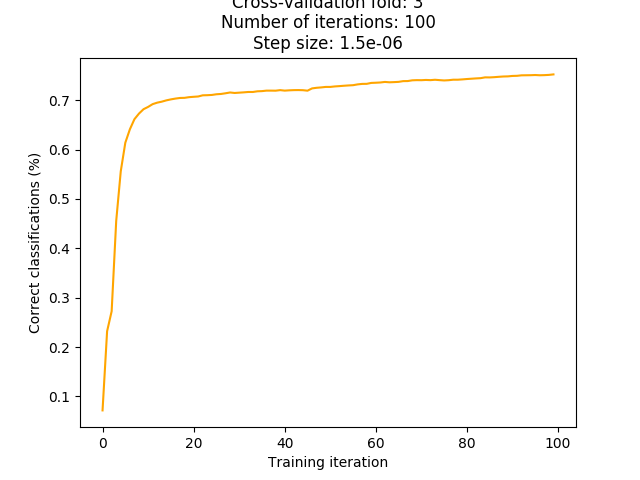 Cross-validation fold: 3
Number of iterations: 100
Step size: 1.5e-06
0.7
0.6
0.5
0.4
0.3
0.2
0.1
Correct classifications (%)
0 20 40 60 80 100
Training iteration